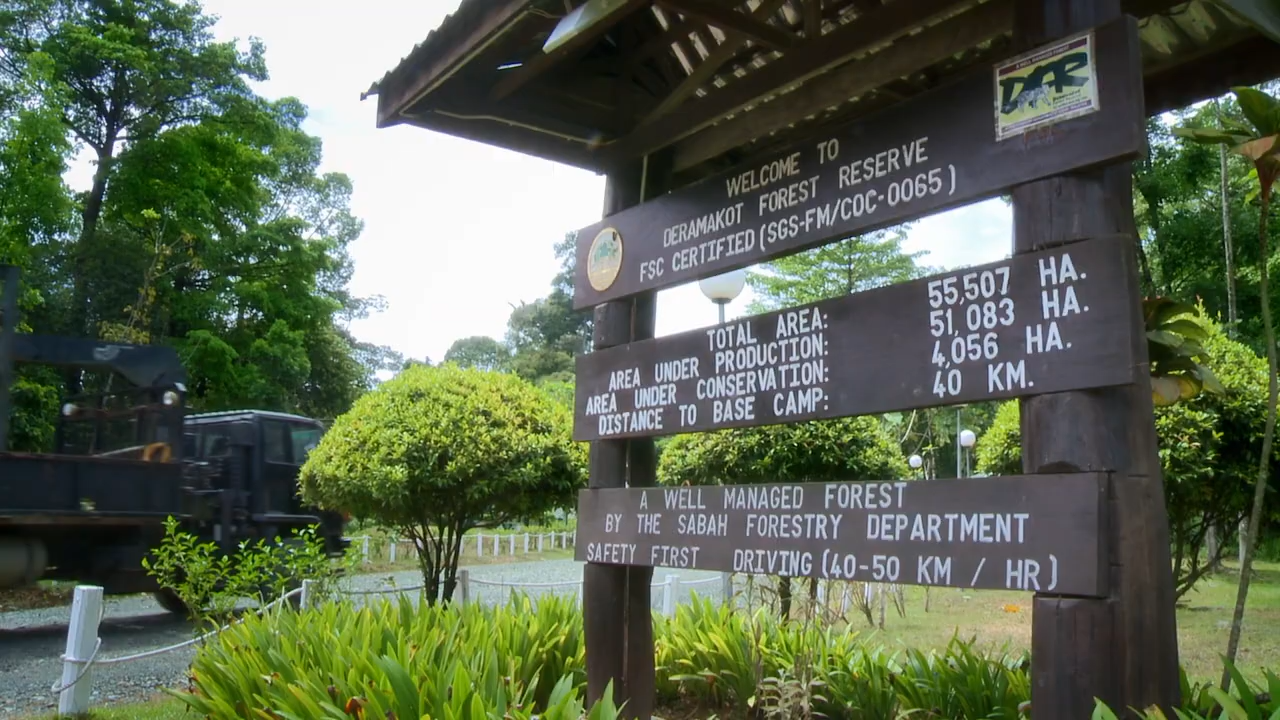 WELCOME TO
DERAMAKOT FOREST RESERVE
FSC CERTIFIED (SGS-FM/COC-0065)
DFR
TOTAL AREA: 55,507 HA.
AREA UNDER PRODUCTION: 51,083 HA.
AREA UNDER CONSERVATION: 4,056 HA.
DISTANCE TO BASE CAMP: 40 KM.
A WELL MANAGED FOREST
BY THE SABAH FORESTRY DEPARTMENT
SAFETY FIRST DRIVING (40-50 KM / HR)